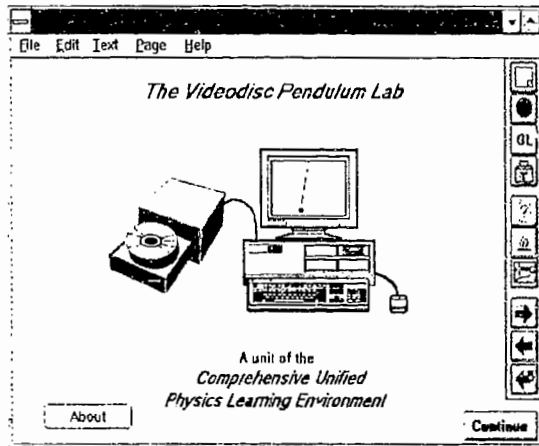 File Edit Text Page Help
The Videodisc Pendulum Lab
GL
?
A unit of the
Comprehensive Unified
Physics Learning Environment
About
Continue